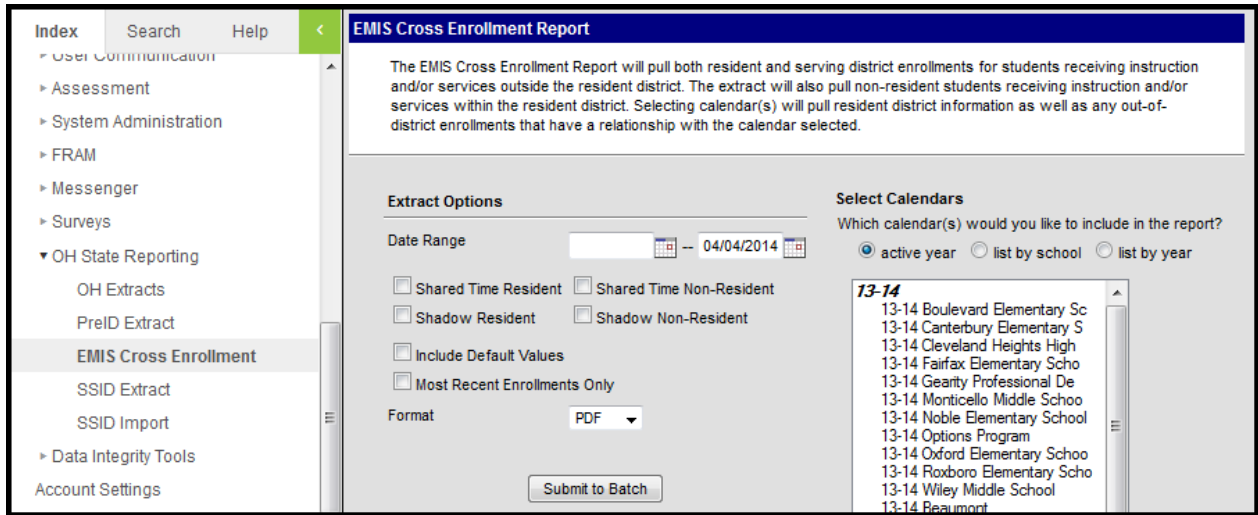 Index Search Help <
User Communication
Assessment
System Administration
FRAM
Messenger
Surveys
OH State Reporting
OH Extracts
PreID Extract
EMIS Cross Enrollment
SSID Extract
SSID Import
Data Integrity Tools
Account Settings
EMIS Cross Enrollment Report
The EMIS Cross Enrollment Report will pull both resident and serving district enrollments for students receiving instruction
and/or services outside the resident district. The extract will also pull non-resident students receiving instruction and/or
services within the resident district. Selecting calendar(s) will pull resident district information as well as any out-of-
district enrollments that have a relationship with the calendar selected.
Extract Options
Date Range -- 04/04/2014
Shared Time Resident Shared Time Non-Resident
Shadow Resident Shadow Non-Resident
Include Default Values
Most Recent Enrollments Only
Format PDF
Submit to Batch
Select Calendars
Which calendar(s) would you like to include in the report?
active year list by school list by year
13-14
13-14 Boulevard Elementary Sc
13-14 Canterbury Elementary S
13-14 Cleveland Heights High
13-14 Fairfax Elementary Scho
13-14 Gearity Professional De
13-14 Monticello Middle Schoo
13-14 Noble Elementary School
13-14 Options Program
13-14 Oxford Elementary Schoo
13-14 Roxboro Elementary Scho
13-14 Wiley Middle School
13-14 Beaumont